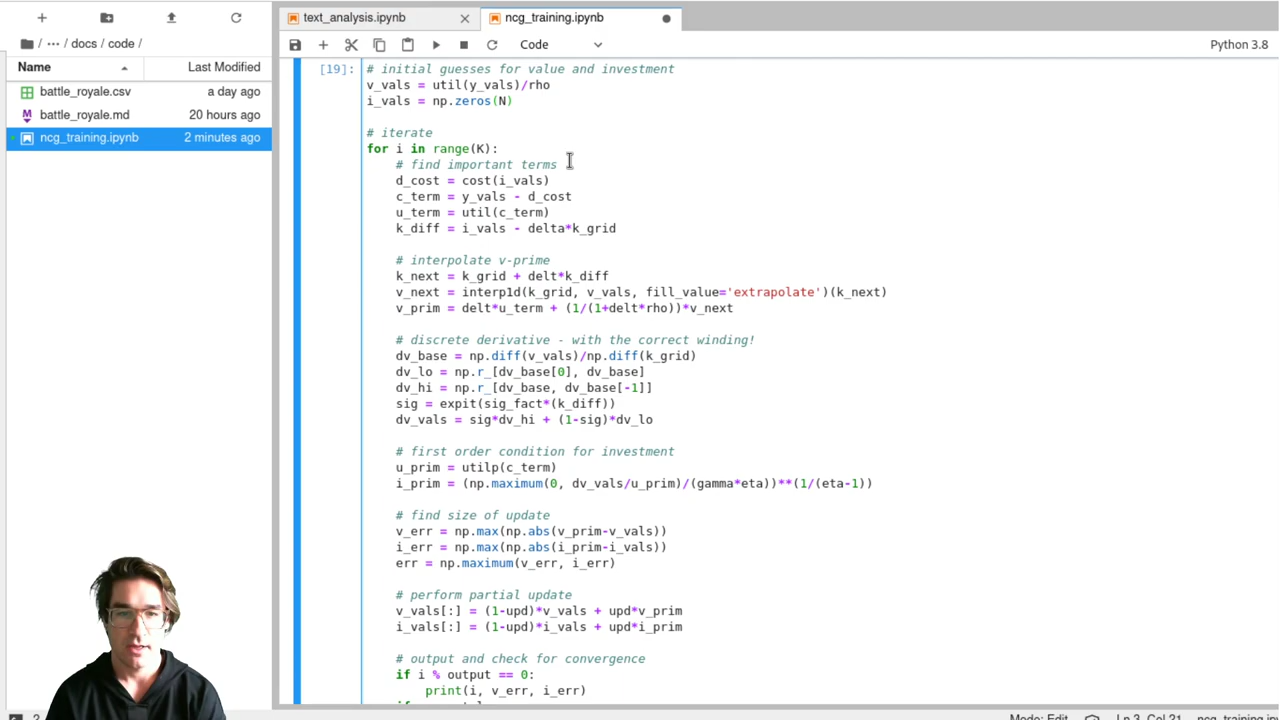 text_analysis.ipynb
ncg_training.ipynb
/ ··· / docs / code /
Code
Python 3.8
Name
Last Modified
battle_royale.csv
a day ago
battle_royale.md
20 hours ago
ncg_training.ipynb
2 minutes ago
[19]:
# initial guesses for value and investment
v_vals = util(y_vals)/rho
i_vals = np.zeros(N)
# iterate
for i in range(K):
# find important terms
d_cost = cost(i_vals)
c_term = y_vals - d_cost
u_term = util(c_term)
k_diff = i_vals - delta*k_grid
# interpolate v-prime
k_next = k_grid + delt*k_diff
v_next = interp1d(k_grid, v_vals, fill_value='extrapolate')(k_next)
v_prim = delt*u_term + (1/(1+delt*rho))*v_next
# discrete derivative - with the correct winding!
dv_base = np.diff(v_vals)/np.diff(k_grid)
dv_lo = np.r_[dv_base[0], dv_base]
dv_hi = np.r_[dv_base, dv_base[-1]]
sig = expit(sig_fact*(k_diff))
dv_vals = sig*dv_hi + (1-sig)*dv_lo
# first order condition for investment
u_prim = utilp(c_term)
i_prim = (np.maximum(0, dv_vals/u_prim)/(gamma*eta))**(1/(eta-1))
# find size of update
v_err = np.max(np.abs(v_prim-v_vals))
i_err = np.max(np.abs(i_prim-i_vals))
err = np.maximum(v_err, i_err)
# perform partial update
v_vals[:] = (1-upd)*v_vals + upd*v_prim
i_vals[:] = (1-upd)*i_vals + upd*i_prim
# output and check for convergence
if i % output == 0:
print(i, v_err, i_err)
Mode: Edit
Ln 3, Col 21